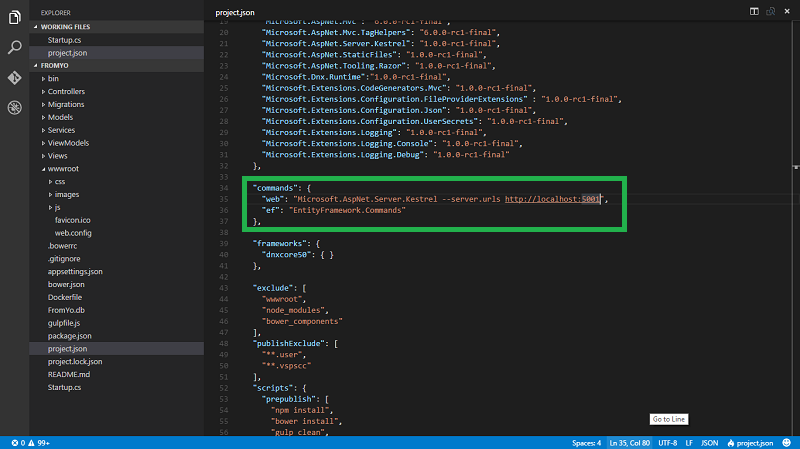 EXPLORER
WORKING FILES
Startup.cs
project.json
FROMYO
bin
Controllers
Migrations
Models
Services
ViewModels
Views
wwwroot
css
images
js
favicon.ico
web.config
.bowerrc
.gitignore
appsettings.json
bower.json
Dockerfile
FromYo.db
gulpfile.js
package.json
project.json
project.lock.json
README.md
Startup.cs
project.json
19 "Microsoft.AspNet.Mvc": "6.0.0-rc1-final",
20 "Microsoft.AspNet.Mvc.TagHelpers": "6.0.0-rc1-final",
21 "Microsoft.AspNet.Server.Kestrel": "1.0.0-rc1-final",
22 "Microsoft.AspNet.StaticFiles": "1.0.0-rc1-final",
23 "Microsoft.AspNet.Tooling.Razor": "1.0.0-rc1-final",
24 "Microsoft.Dnx.Runtime":"1.0.0-rc1-final",
25 "Microsoft.Extensions.CodeGenerators.Mvc": "1.0.0-rc1-final",
26 "Microsoft.Extensions.Configuration.FileProviderExtensions" : "1.0.0-rc1-final",
27 "Microsoft.Extensions.Configuration.Json": "1.0.0-rc1-final",
28 "Microsoft.Extensions.Configuration.UserSecrets": "1.0.0-rc1-final",
29 "Microsoft.Extensions.Logging": "1.0.0-rc1-final",
30 "Microsoft.Extensions.Logging.Console": "1.0.0-rc1-final",
31 "Microsoft.Extensions.Logging.Debug": "1.0.0-rc1-final"
32 },
33
34 "commands": {
35 "web": "Microsoft.AspNet.Server.Kestrel --server.urls http://localhost:5001",
36 "ef": "EntityFramework.Commands"
37 },
38
39 "frameworks": {
40 "dnxcore50": { }
41 },
42
43 "exclude": [
44 "wwwroot",
45 "node_modules",
46 "bower_components"
47 ],
48 "publishExclude": [
49 "**.user",
50 "**.vspscc"
51 ],
52 "scripts": {
53 "prepublish": [
54 "npm install",
55 "bower install",
56 "gulp clean",
Go to Line
0 99+ Spaces: 4 Ln 35, Col 80 UTF-8 LF JSON project.json